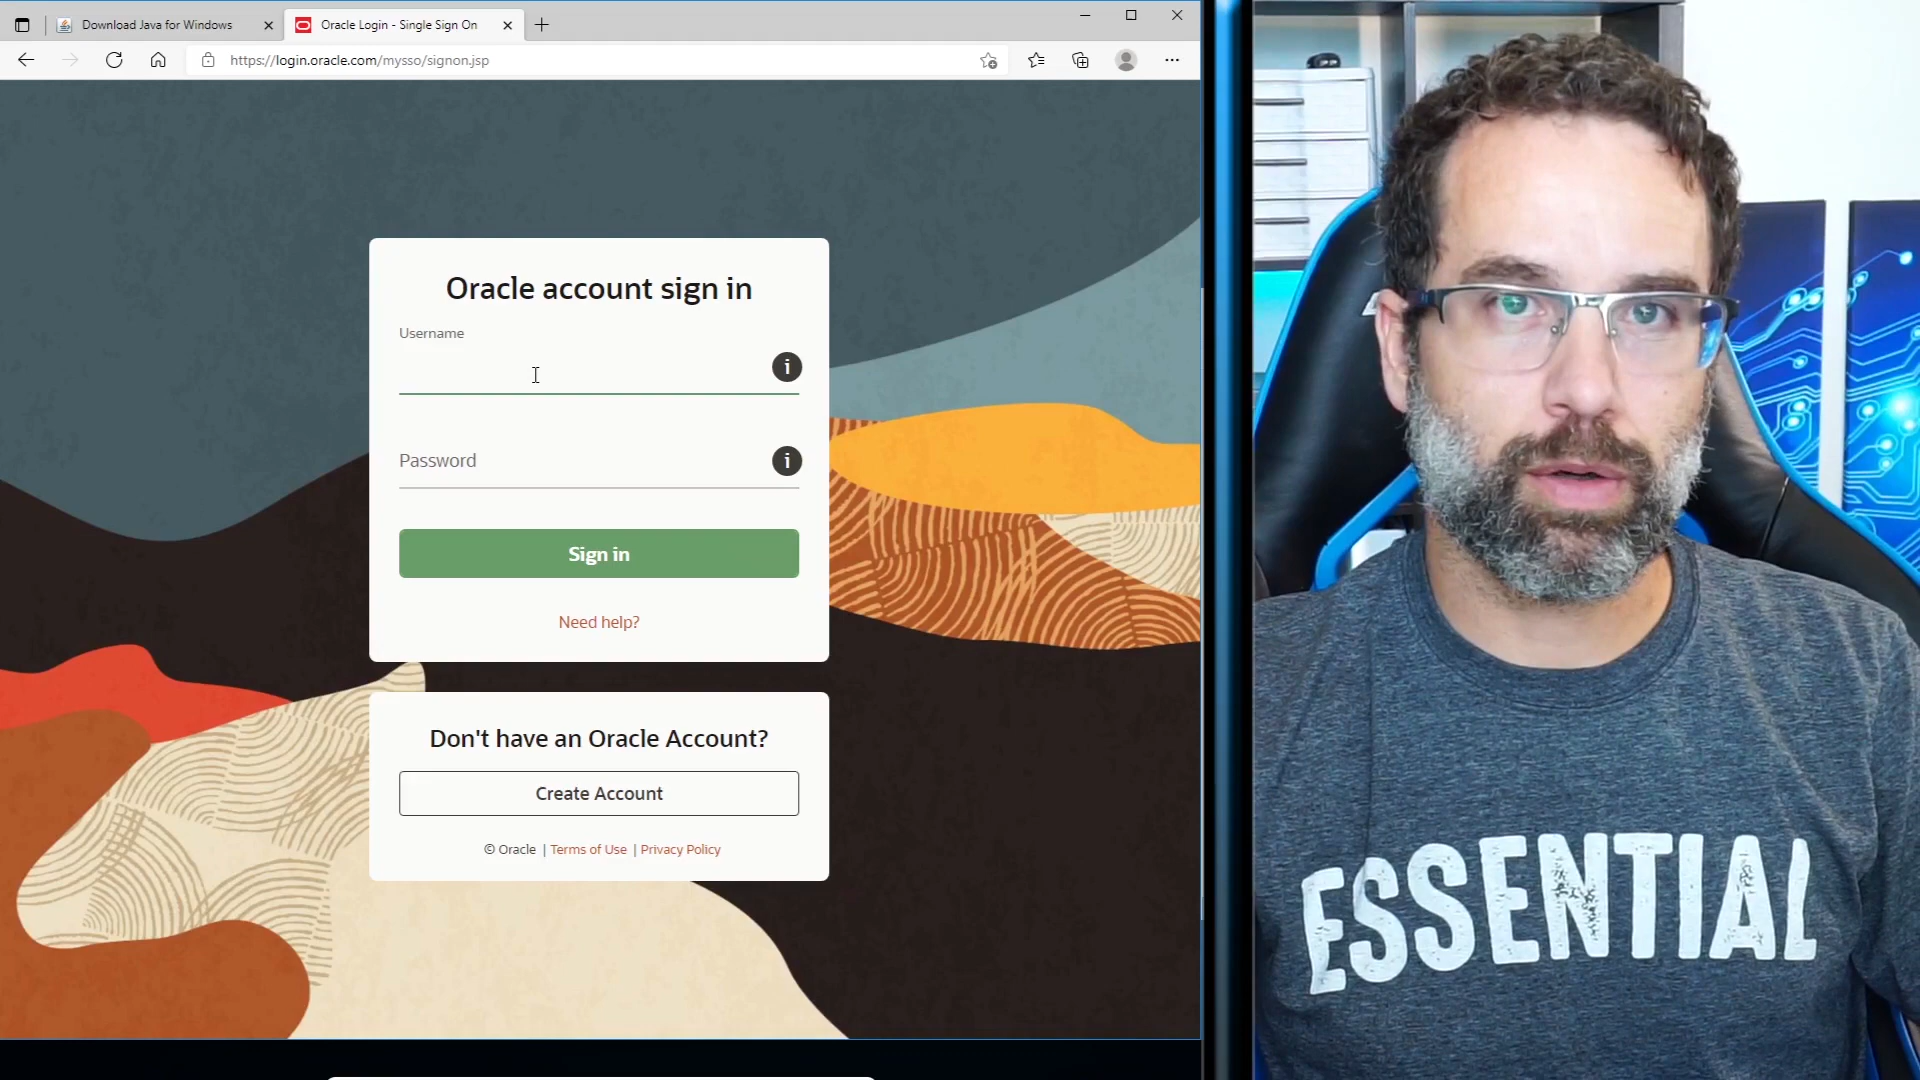 Download Java for Windows
Oracle Login - Single Sign On
https://login.oracle.com/mysso/signon.jsp
Oracle account sign in
Username
i
Password
i
Sign in
Need help?
Don't have an Oracle Account?
Create Account
© Oracle | Terms of Use | Privacy Policy
ESSENTIAL